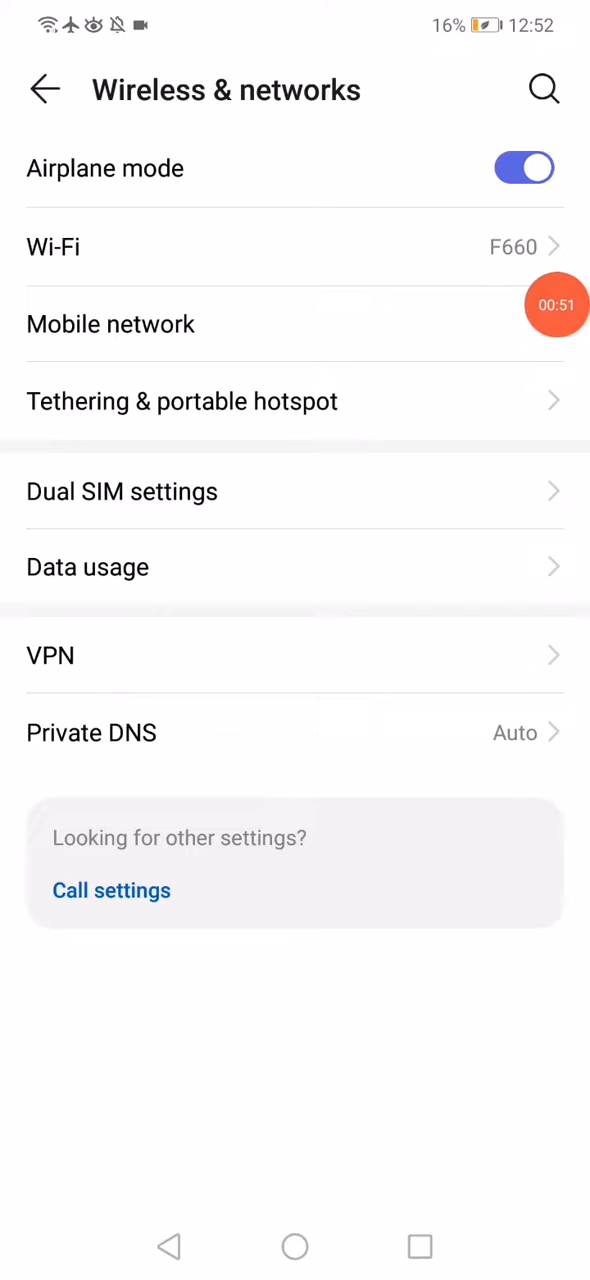 16% 12:52
Wireless & networks
Airplane mode
Wi-Fi F660
00:51
Mobile network
Tethering & portable hotspot
Dual SIM settings
Data usage
VPN
Private DNS Auto
Looking for other settings?
Call settings